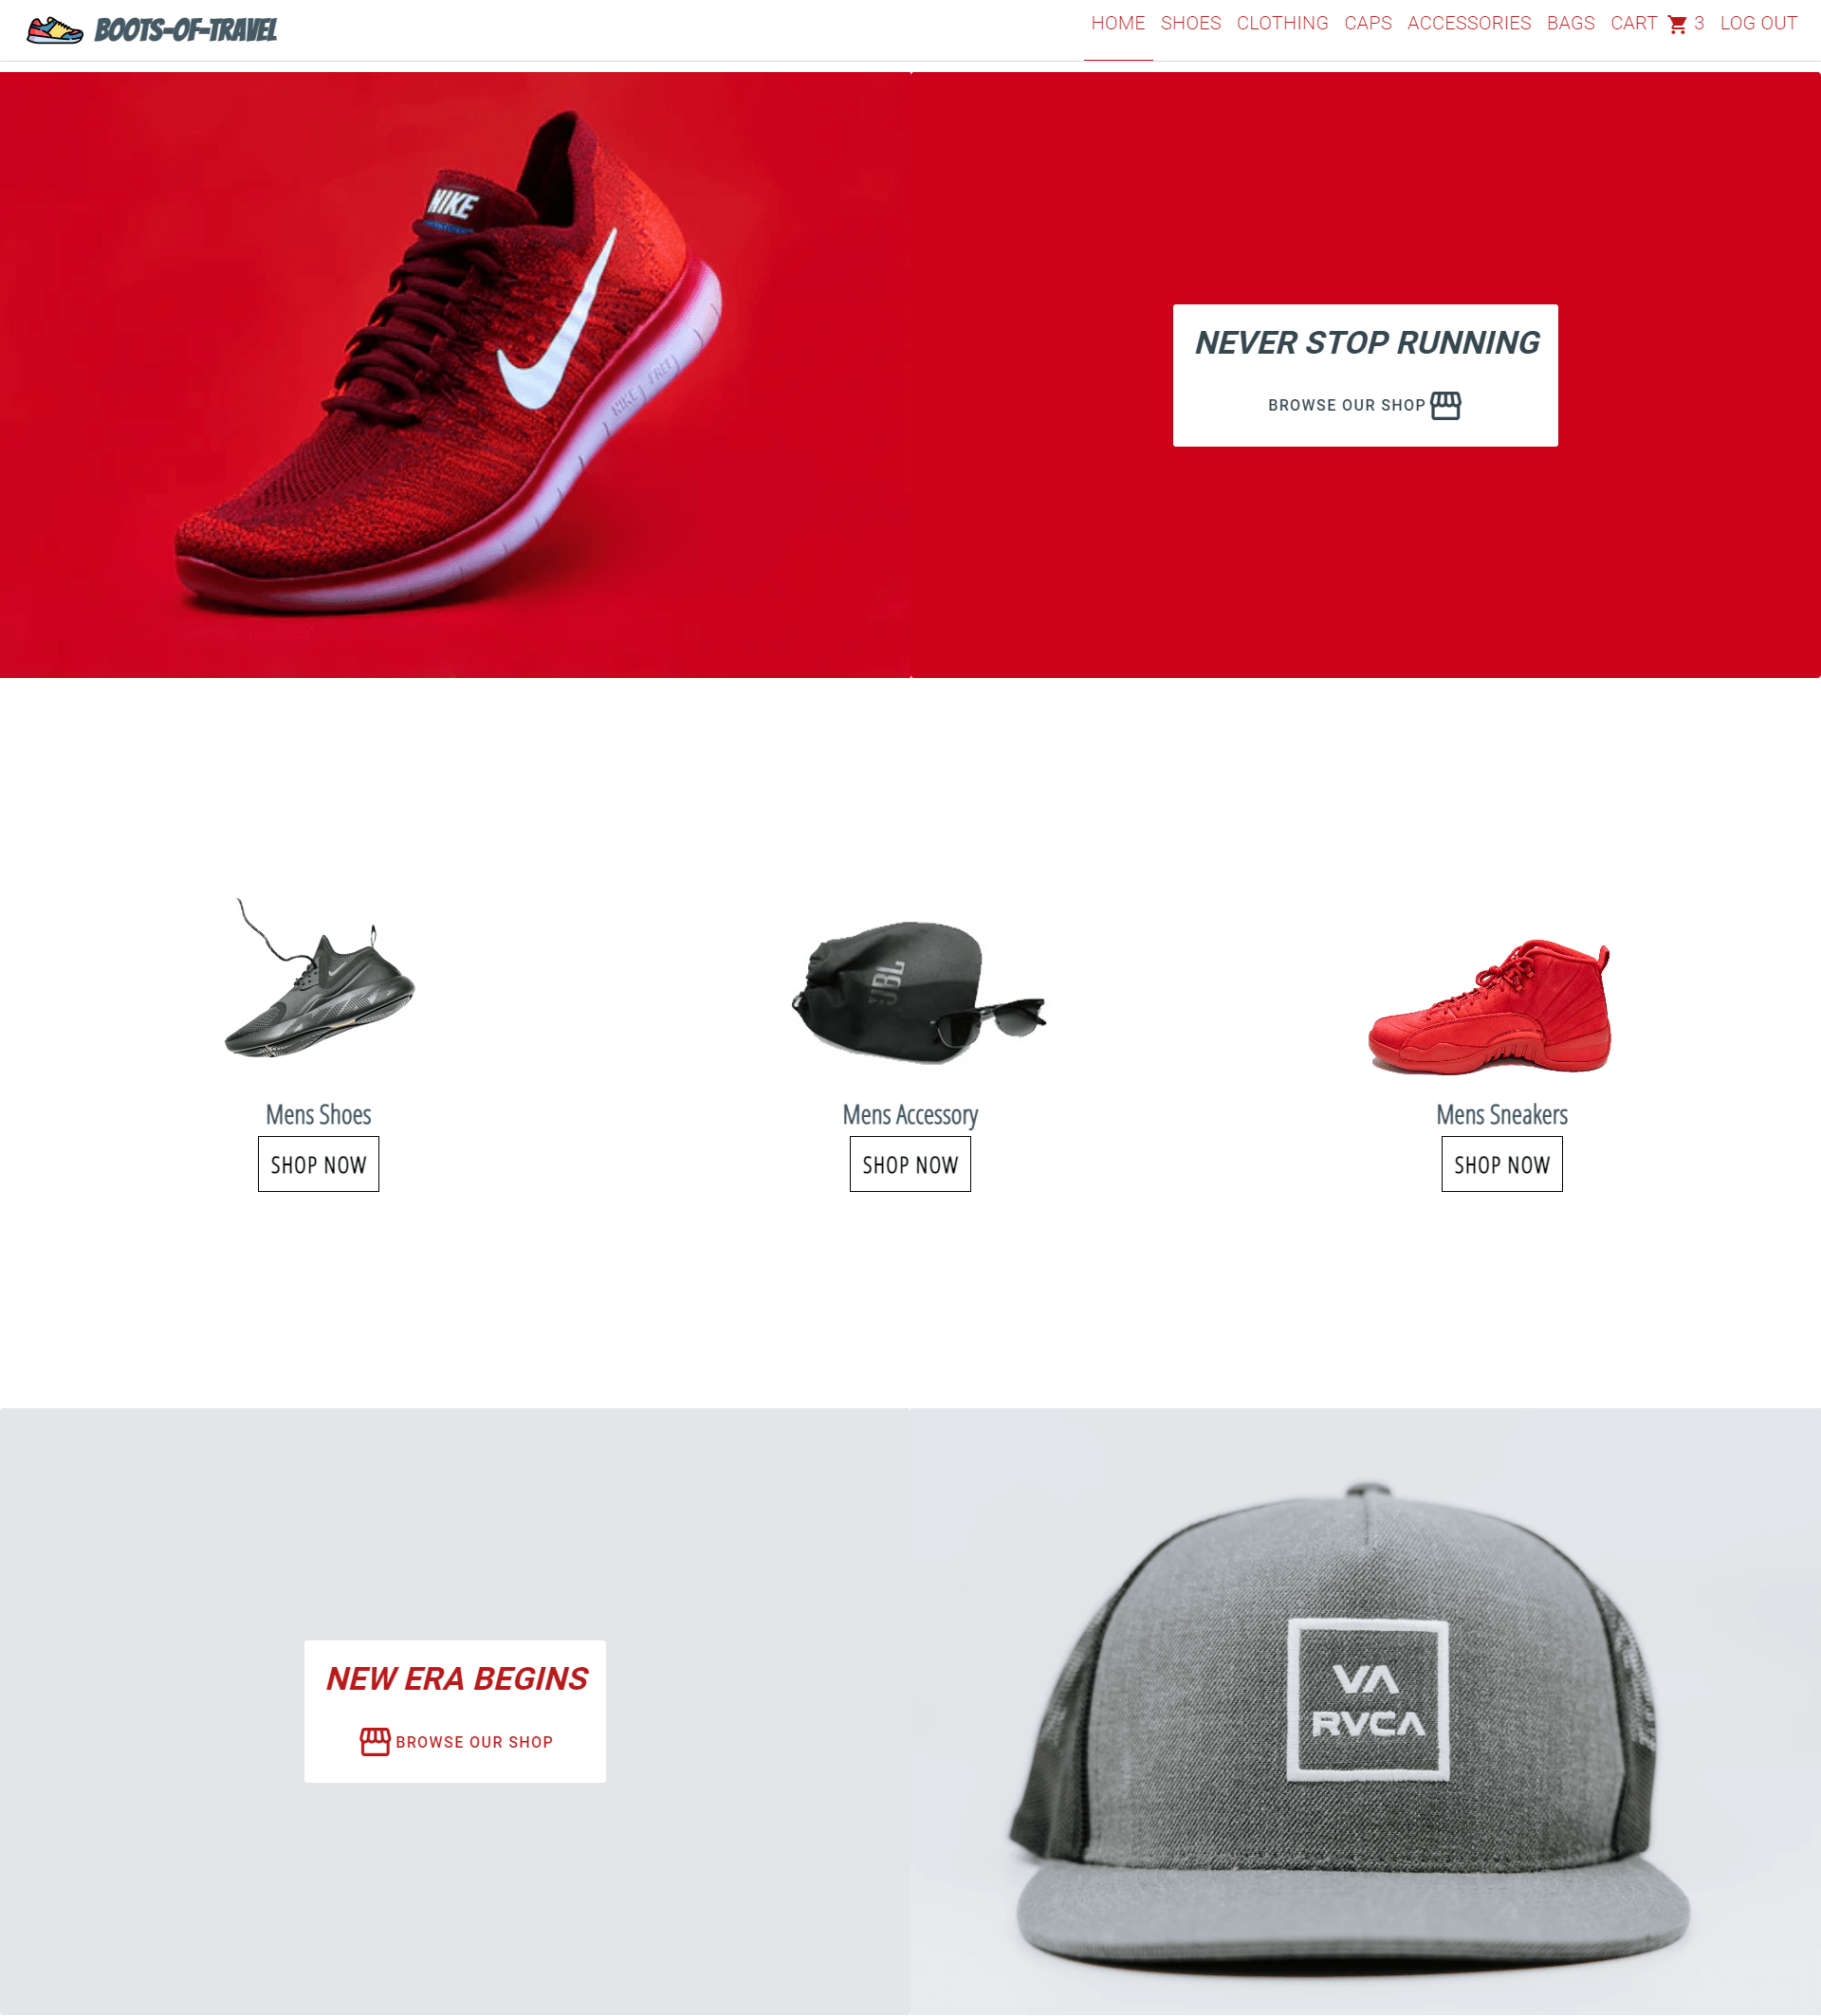 BOOTS-OF-TRAVEL
HOME SHOES CLOTHING CAPS ACCESSORIES BAGS CART 3 LOG OUT
NIKE
NIKE FREE
NEVER STOP RUNNING
BROWSE OUR SHOP
JBL
Mens Shoes
SHOP NOW
Mens Accessory
SHOP NOW
Mens Sneakers
SHOP NOW
NEW ERA BEGINS
BROWSE OUR SHOP
VA
RVCA